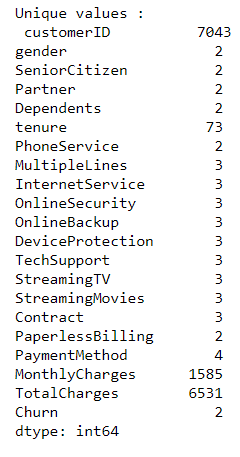 Unique values :
customerID 7043
gender 2
SeniorCitizen 2
Partner 2
Dependents 2
tenure 73
PhoneService 2
MultipleLines 3
InternetService 3
OnlineSecurity 3
OnlineBackup 3
DeviceProtection 3
TechSupport 3
StreamingTV 3
StreamingMovies 3
Contract 3
PaperlessBilling 2
PaymentMethod 4
MonthlyCharges 1585
TotalCharges 6531
Churn 2
dtype: int64